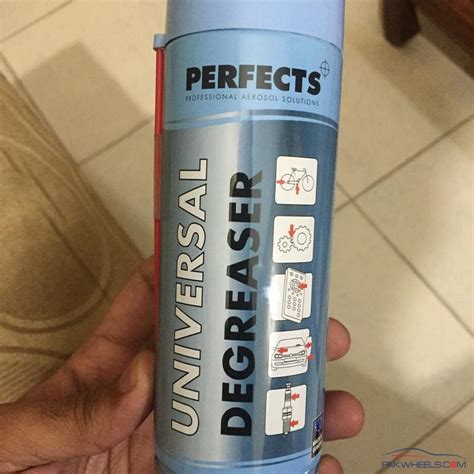 PERFECTS
PROFESSIONAL AEROSOL SOLUTIONS
UNIVERSAL
DEGREASER
PAKWHEELS.COM